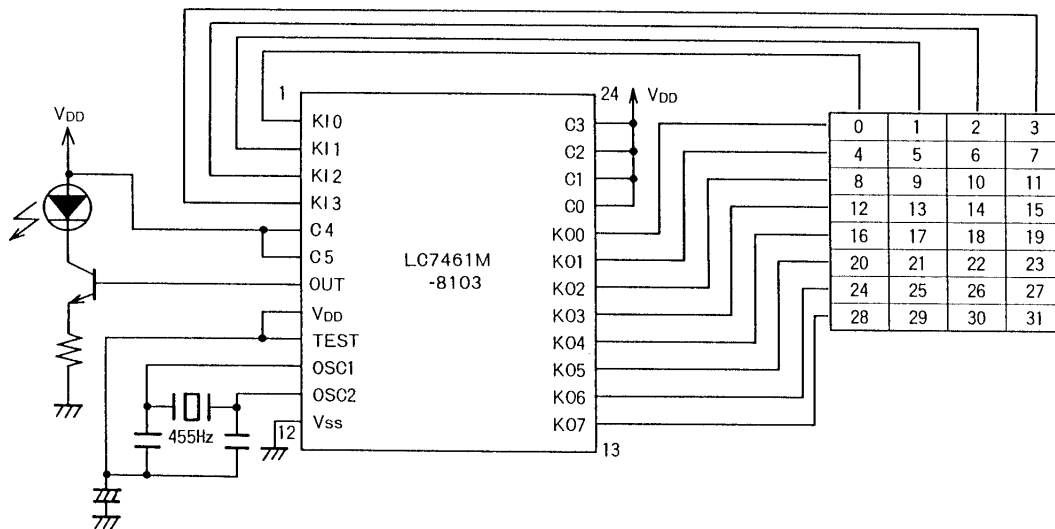 1
24
VDD
VDD
KI0
KI1
KI2
KI3
C4
C5
OUT
VDD
TEST
OSC1
OSC2
Vss
12
455Hz
LC7461M
-8103
C3
C2
C1
C0
KO0
KO1
KO2
KO3
KO4
KO5
KO6
KO7
13
0 1 2 3
4 5 6 7
8 9 10 11
12 13 14 15
16 17 18 19
20 21 22 23
24 25 26 27
28 29 30 31